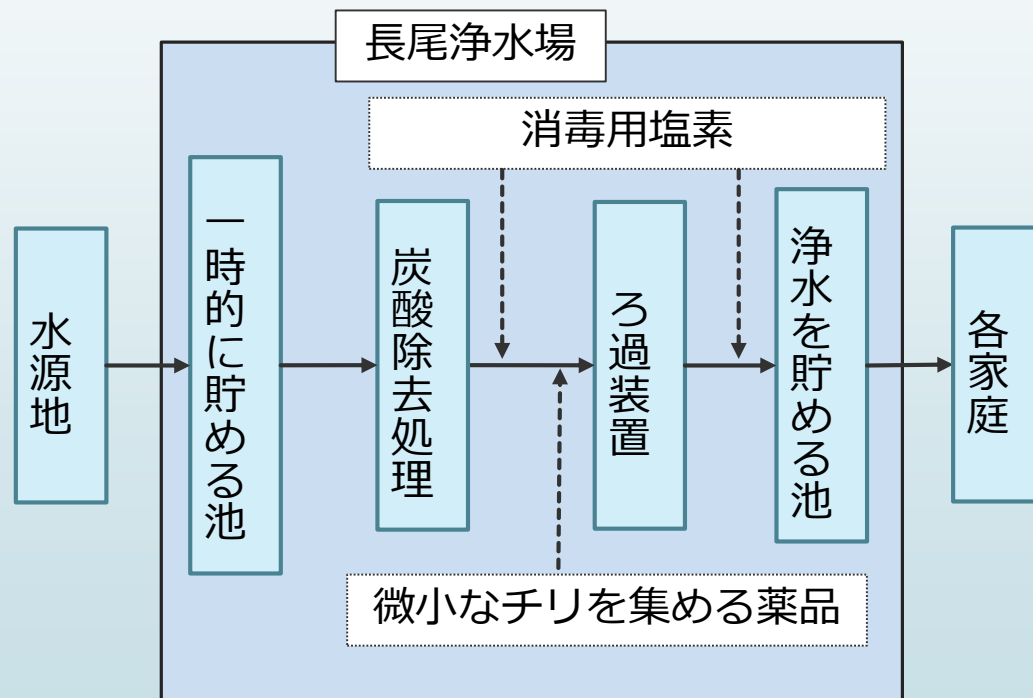 長尾浄水場
消毒用塩素
水源地
一時的に貯める池
炭酸除去処理
ろ過装置
浄水を貯める池
各家庭
微小なチリを集める薬品